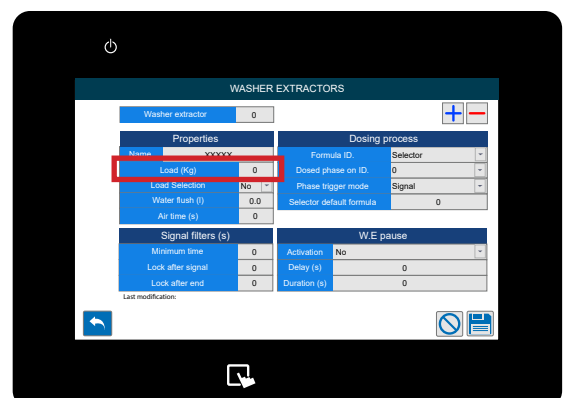 WASHER EXTRACTORS
Washer extractor 0
Properties
Name XXXXX
Load (Kg) 0
Load Selection No
Water flush (l) 0.0
Air time (s) 0
Dosing process
Formula ID. Selector
Dosed phase on ID. 0
Phase trigger mode Signal
Selector default formula 0
Signal filters (s)
Minimum time 0
Lock after signal 0
Lock after end 0
W.E pause
Activation No
Delay (s) 0
Duration (s) 0
Last modification: